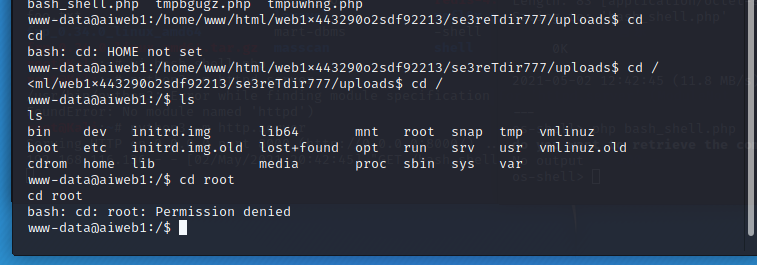 bash_shell.php  tmpbgugz.php  tmpuwhng.php
www-data@aiweb1:/home/www/html/web1×443290o2sdf92213/se3reTdir777/uploads$ cd
cd
bash: cd: HOME not set
www-data@aiweb1:/home/www/html/web1×443290o2sdf92213/se3reTdir777/uploads$ cd /
<ml/web1×443290o2sdf92213/se3reTdir777/uploads$ cd /
www-data@aiweb1:/$ ls
ls
bin    dev   initrd.img      lib64       mnt   root  snap  tmp  vmlinuz
boot   etc   initrd.img.old  lost+found  opt   run   srv   usr  vmlinuz.old
cdrom  home  lib             media       proc  sbin  sys   var
www-data@aiweb1:/$ cd root
cd root
bash: cd: root: Permission denied
www-data@aiweb1:/$